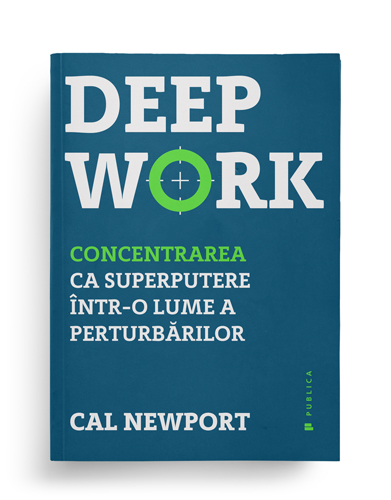 DEEP
WORK
CONCENTRAREA
CA SUPERPUTERE
ÎNTR-O LUME A
PERTURBĂRILOR
CAL NEWPORT
PUBLICA